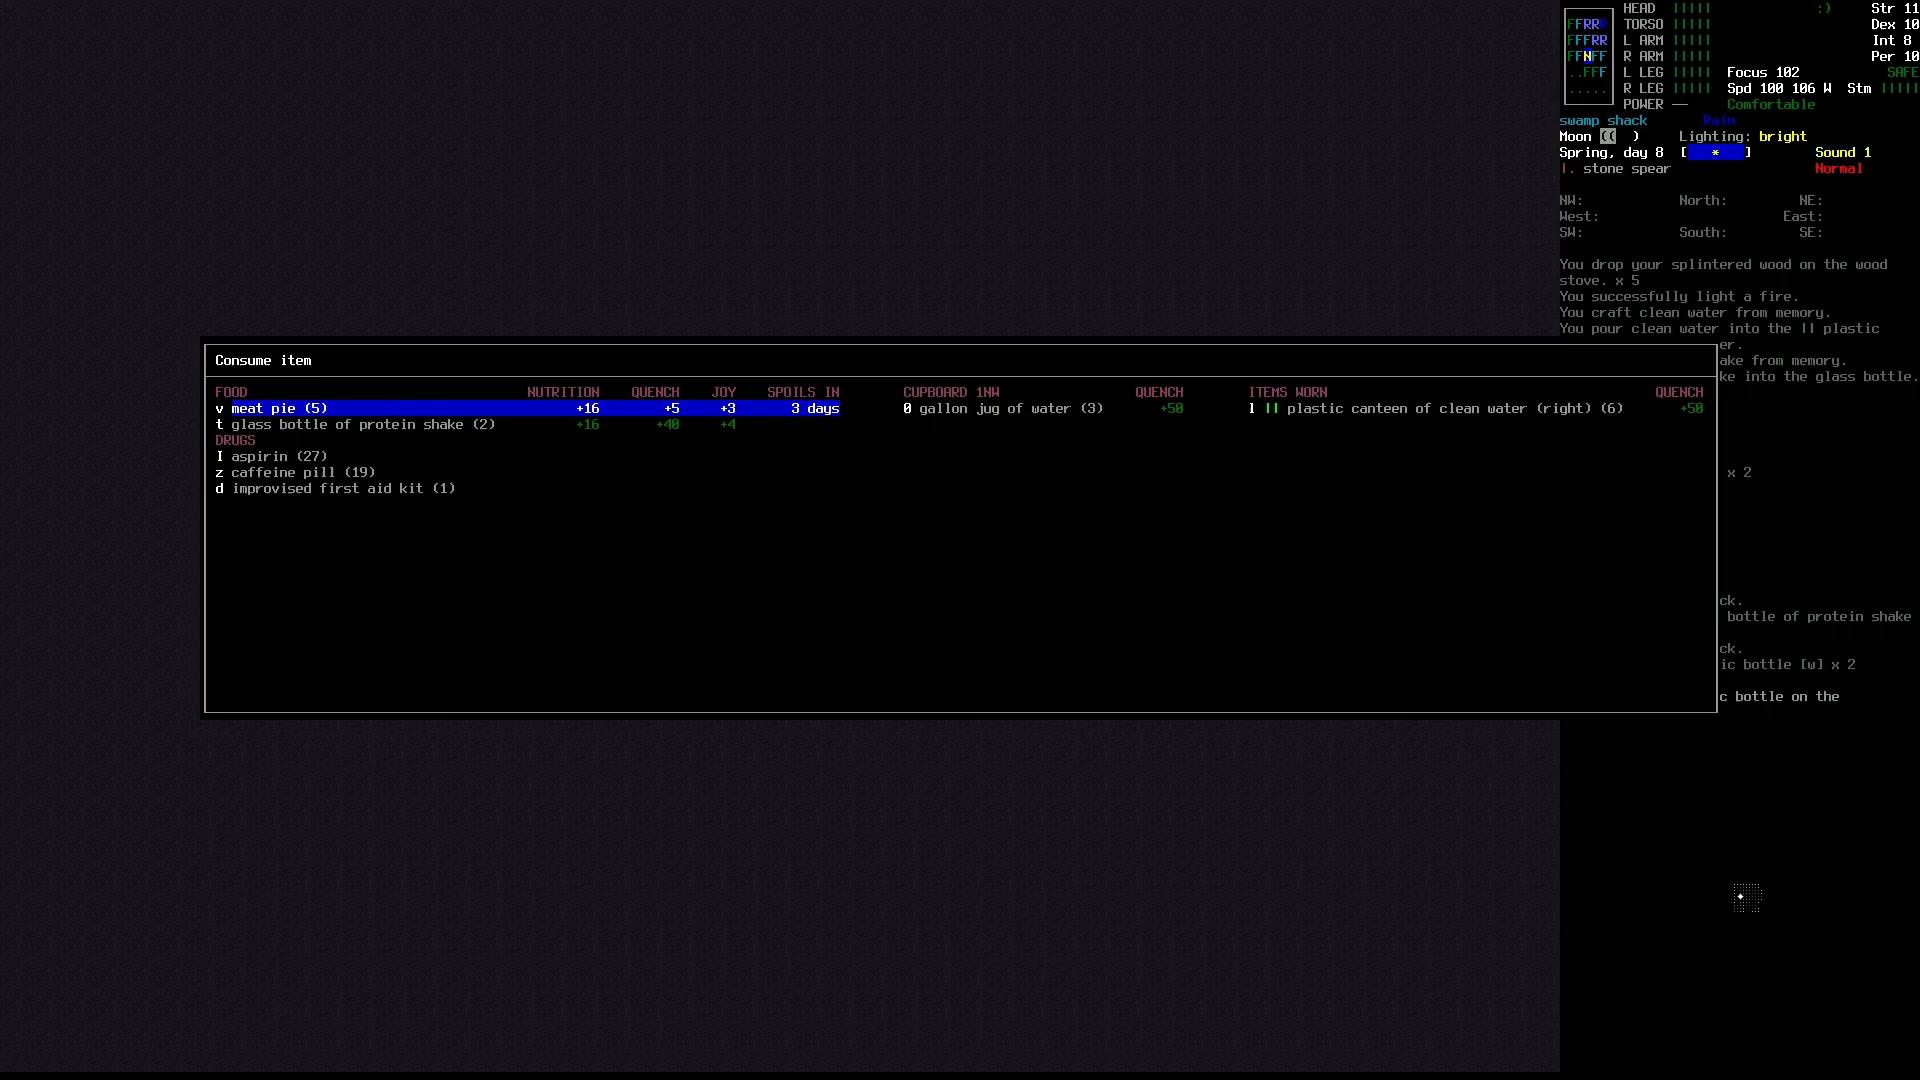 HEAD ||||| :) Str 11
FFRRR TORSO ||||| Dex 10
FFFRR L ARM ||||| Int 8
FFNFF R ARM ||||| Per 10
..FFF L LEG ||||| Focus 102 SAFE
..... R LEG ||||| Spd 100 106 W Stm |||||
POWER —— Comfortable
swamp shack Rain
Moon (( ) Lighting: bright
Spring, day 8 [ * ] Sound 1
|. stone spear Normal
NW: North: NE:
West: East:
SW: South: SE:
You drop your splintered wood on the wood
stove. x 5
You successfully light a fire.
You craft clean water from memory.
You pour clean water into the || plastic
er.
ake from memory.
ke into the glass bottle.
x 2
ck.
bottle of protein shake
ck.
ic bottle [w] x 2
c bottle on the
Consume item
FOOD NUTRITION QUENCH JOY SPOILS IN CUPBOARD 1NW QUENCH ITEMS WORN QUENCH
v meat pie (5) +16 +5 +3 3 days 0 gallon jug of water (3) +50 l || plastic canteen of clean water (right) (6) +50
t glass bottle of protein shake (2) +16 +40 +4
DRUGS
I aspirin (27)
z caffeine pill (19)
d improvised first aid kit (1)